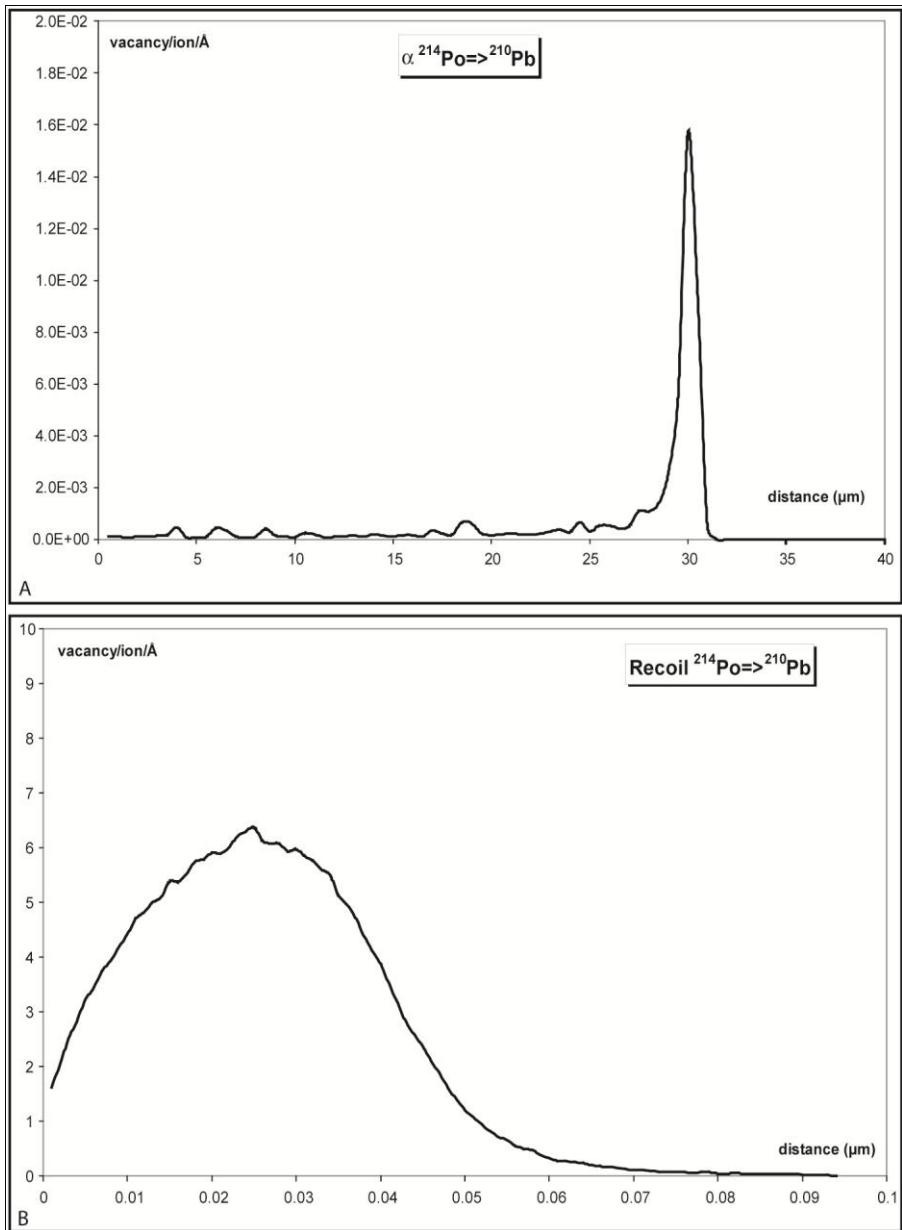 2.0E-02
vacancy/ion/Å
α ²¹⁴Po=>²¹⁰Pb
1.8E-02
1.6E-02
1.4E-02
1.2E-02
1.0E-02
8.0E-03
6.0E-03
4.0E-03
2.0E-03
distance (µm)
0.0E+00
0 5 10 15 20 25 30 35 40
A
10
vacancy/ion/Å
Recoil ²¹⁴Po=>²¹⁰Pb
9
8
7
6
5
4
3
2
1
distance (µm)
0
0 0.01 0.02 0.03 0.04 0.05 0.06 0.07 0.08 0.09 0.1
B